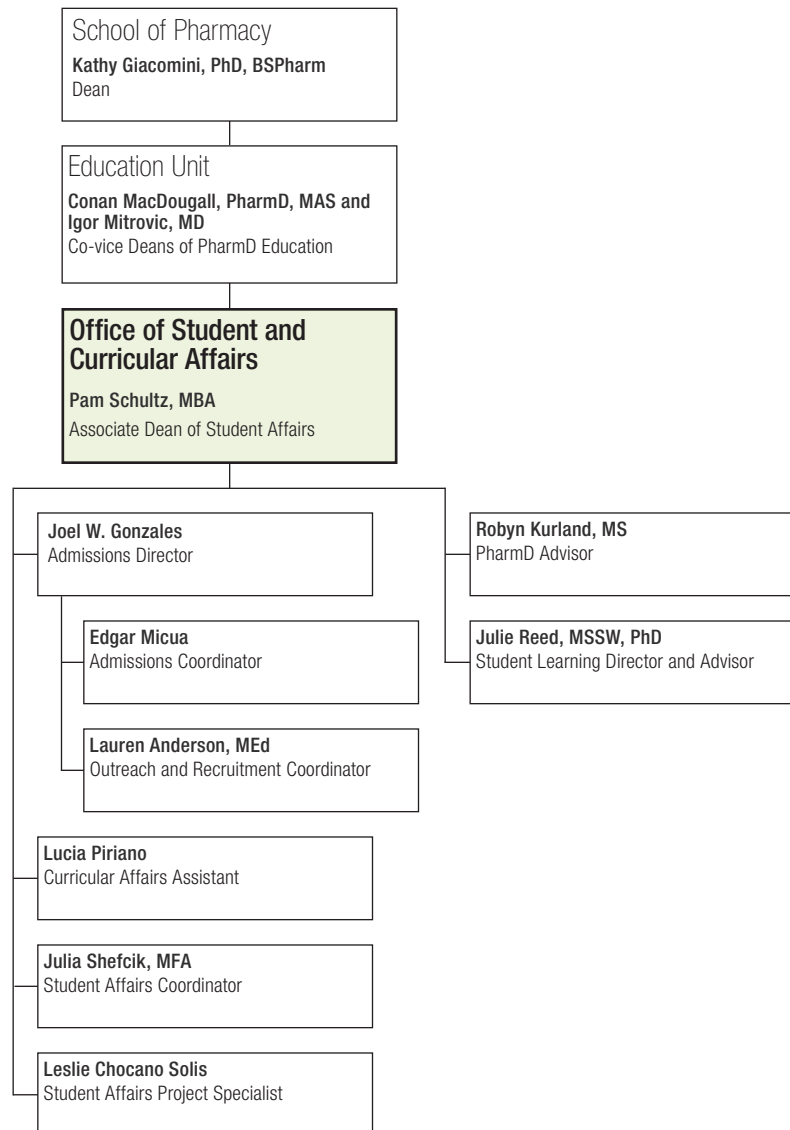 School of Pharmacy
Kathy Giacomini, PhD, BSPharm
Dean
Education Unit
Conan MacDougall, PharmD, MAS and
Igor Mitrovic, MD
Co-vice Deans of PharmD Education
Office of Student and
Curricular Affairs
Pam Schultz, MBA
Associate Dean of Student Affairs
Joel W. Gonzales
Admissions Director
Edgar Micua
Admissions Coordinator
Lauren Anderson, MEd
Outreach and Recruitment Coordinator
Lucia Piriano
Curricular Affairs Assistant
Julia Shefcik, MFA
Student Affairs Coordinator
Leslie Chocano Solis
Student Affairs Project Specialist
Robyn Kurland, MS
PharmD Advisor
Julie Reed, MSSW, PhD
Student Learning Director and Advisor